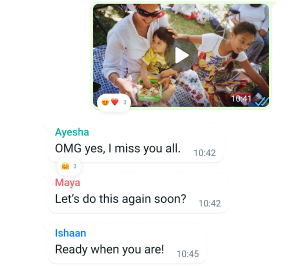 3
10:41
Ayesha
OMG yes, I miss you all.
10:42
3
Maya
Let's do this again soon?
10:42
Ishaan
Ready when you are!
10:45